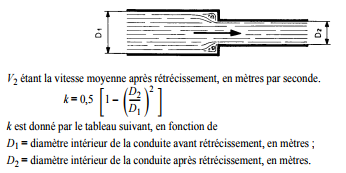 D₁
D₂
V₂ étant la vitesse moyenne après rétrécissement, en mètres par seconde.
k = 0,5 [1 – (D₂/D₁)²]
k est donné par le tableau suivant, en fonction de
D₁ = diamètre intérieur de la conduite avant rétrécissement, en mètres ;
D₂ = diamètre intérieur de la conduite après rétrécissement, en mètres.